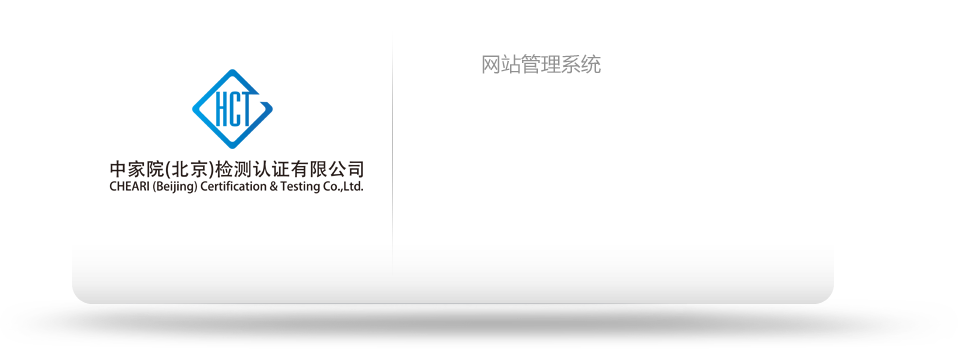 网站管理系统
HCT
中家院(北京)检测认证有限公司
CHEARI (Beijing) Certification & Testing Co.,Ltd.